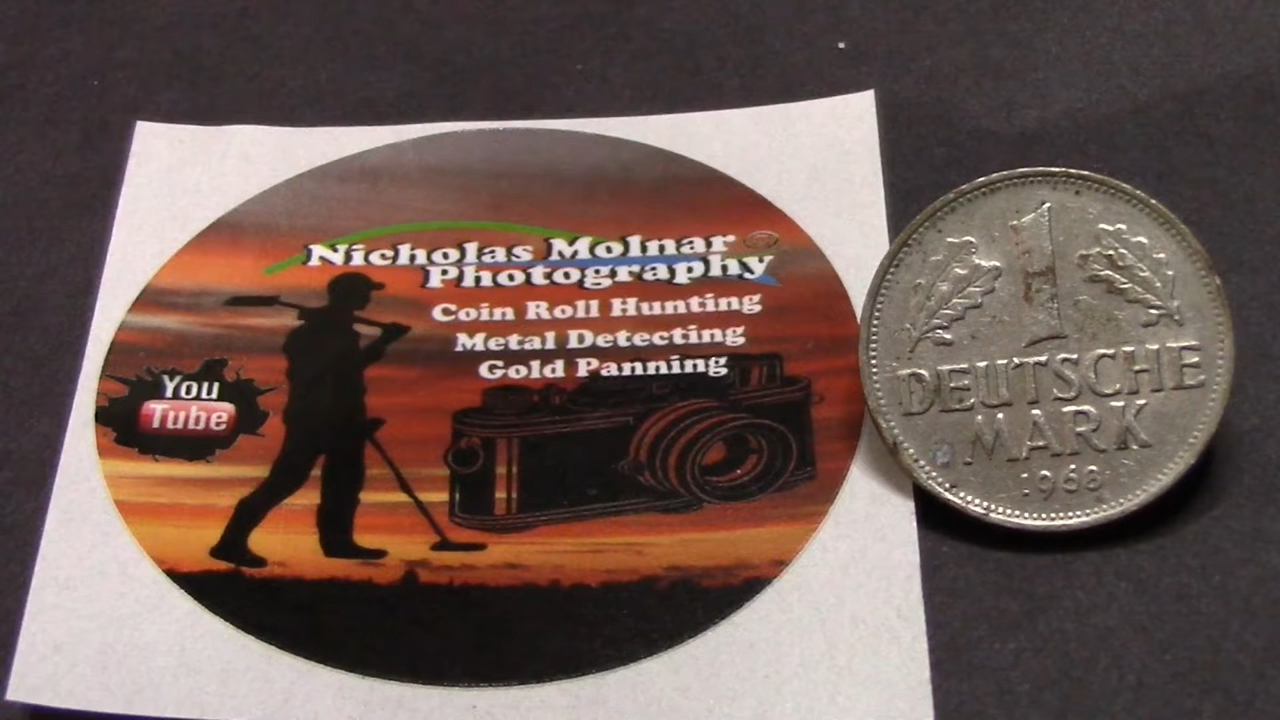 Nicholas Molnar
Photography
Coin Roll Hunting
Metal Detecting
Gold Panning
You
Tube
1
DEUTSCHE
MARK